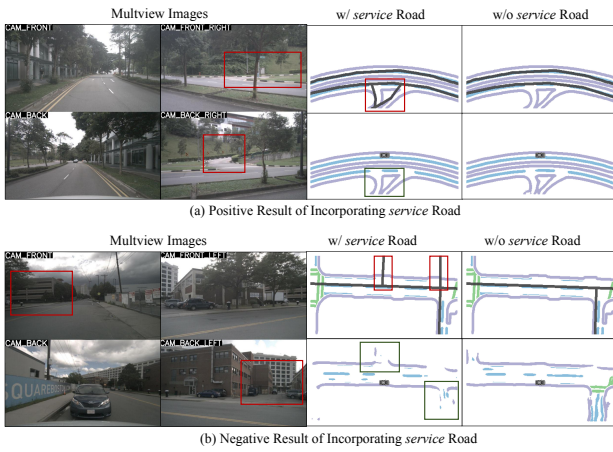 Multview Images w/ service Road w/o service Road
CAM_FRONT CAM_FRONT_RIGHT
CAM_BACK CAM_BACK_RIGHT
(a) Positive Result of Incorporating service Road
Multview Images w/ service Road w/o service Road
CAM_FRONT CAM_FRONT_LEFT
CAM_BACK CAM_BACK_LEFT
(b) Negative Result of Incorporating service Road